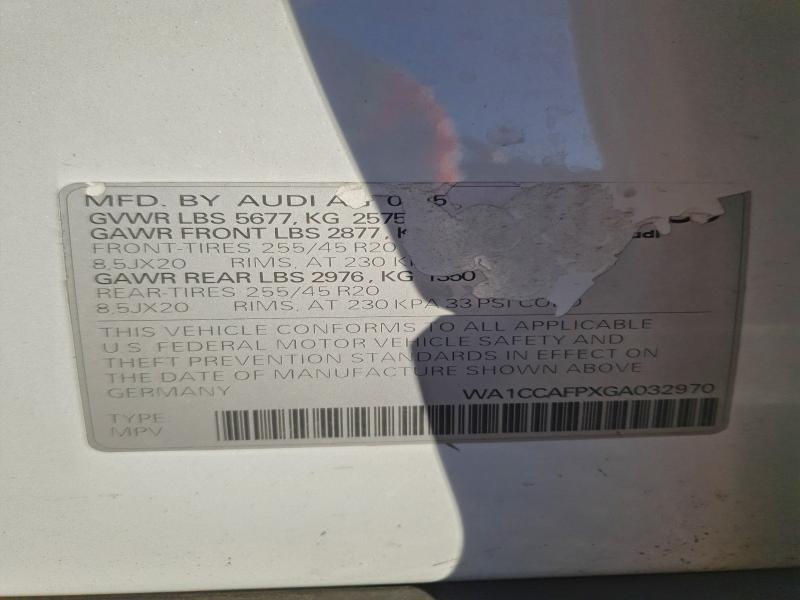 MFD. BY AUDI
GVWR LBS 5677, KG 2575
GAWR FRONT LBS 2877,
FRONT-TIRES 255/45 R20
8,5JX20 RIMS, AT 230
GAWR REAR LBS 2976, KG 1350
REAR-TIRES 255/45 R20
8,5JX20 RIMS, AT 230 KPA 33 PSI COLD
THIS VEHICLE CONFORMS TO ALL APPLICABLE
U.S. FEDERAL MOTOR VEHICLE SAFETY AND
THEFT PREVENTION STANDARDS IN EFFECT ON
THE DATE OF MANUFACTURE SHOWN ABOVE
GERMANY WA1CCAFPXGA032970
TYPE:
MPV